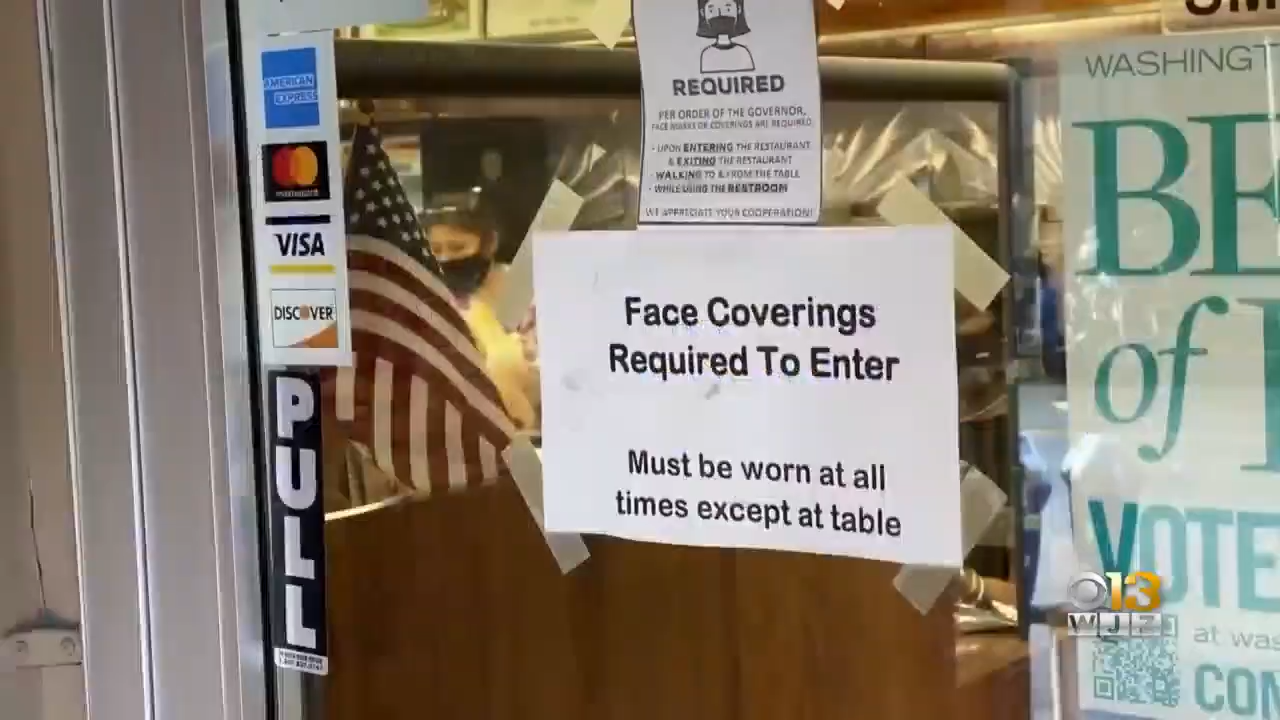 AMERICAN
EXPRESS
mastercard
VISA
DISCOVER
PULL
REQUIRED
PER ORDER OF THE GOVERNOR,
FACE MASKS OR COVERINGS ARE REQUIRED
- UPON ENTERING THE RESTAURANT
& EXITING THE RESTAURANT
- WALKING TO & FROM THE TABLE
- WHILE USING THE RESTROOM
WE APPRECIATE YOUR COOPERATION!
Face Coverings
Required To Enter
Must be worn at all
times except at table
WASHINGT
BE
of
VOTE
at was
CON
13
WJZ